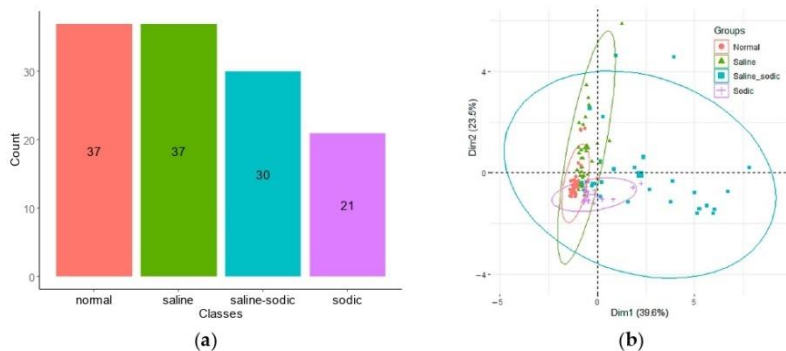 Count
30
20
10
0
37
37
30
21
normal saline saline-sodic sodic
Classes
(a)
Groups
Normal
Saline
Saline_sodic
Sodic
Dim2 (23.5%)
4
0
−4
−5 0 5
Dim1 (39.6%)
(b)